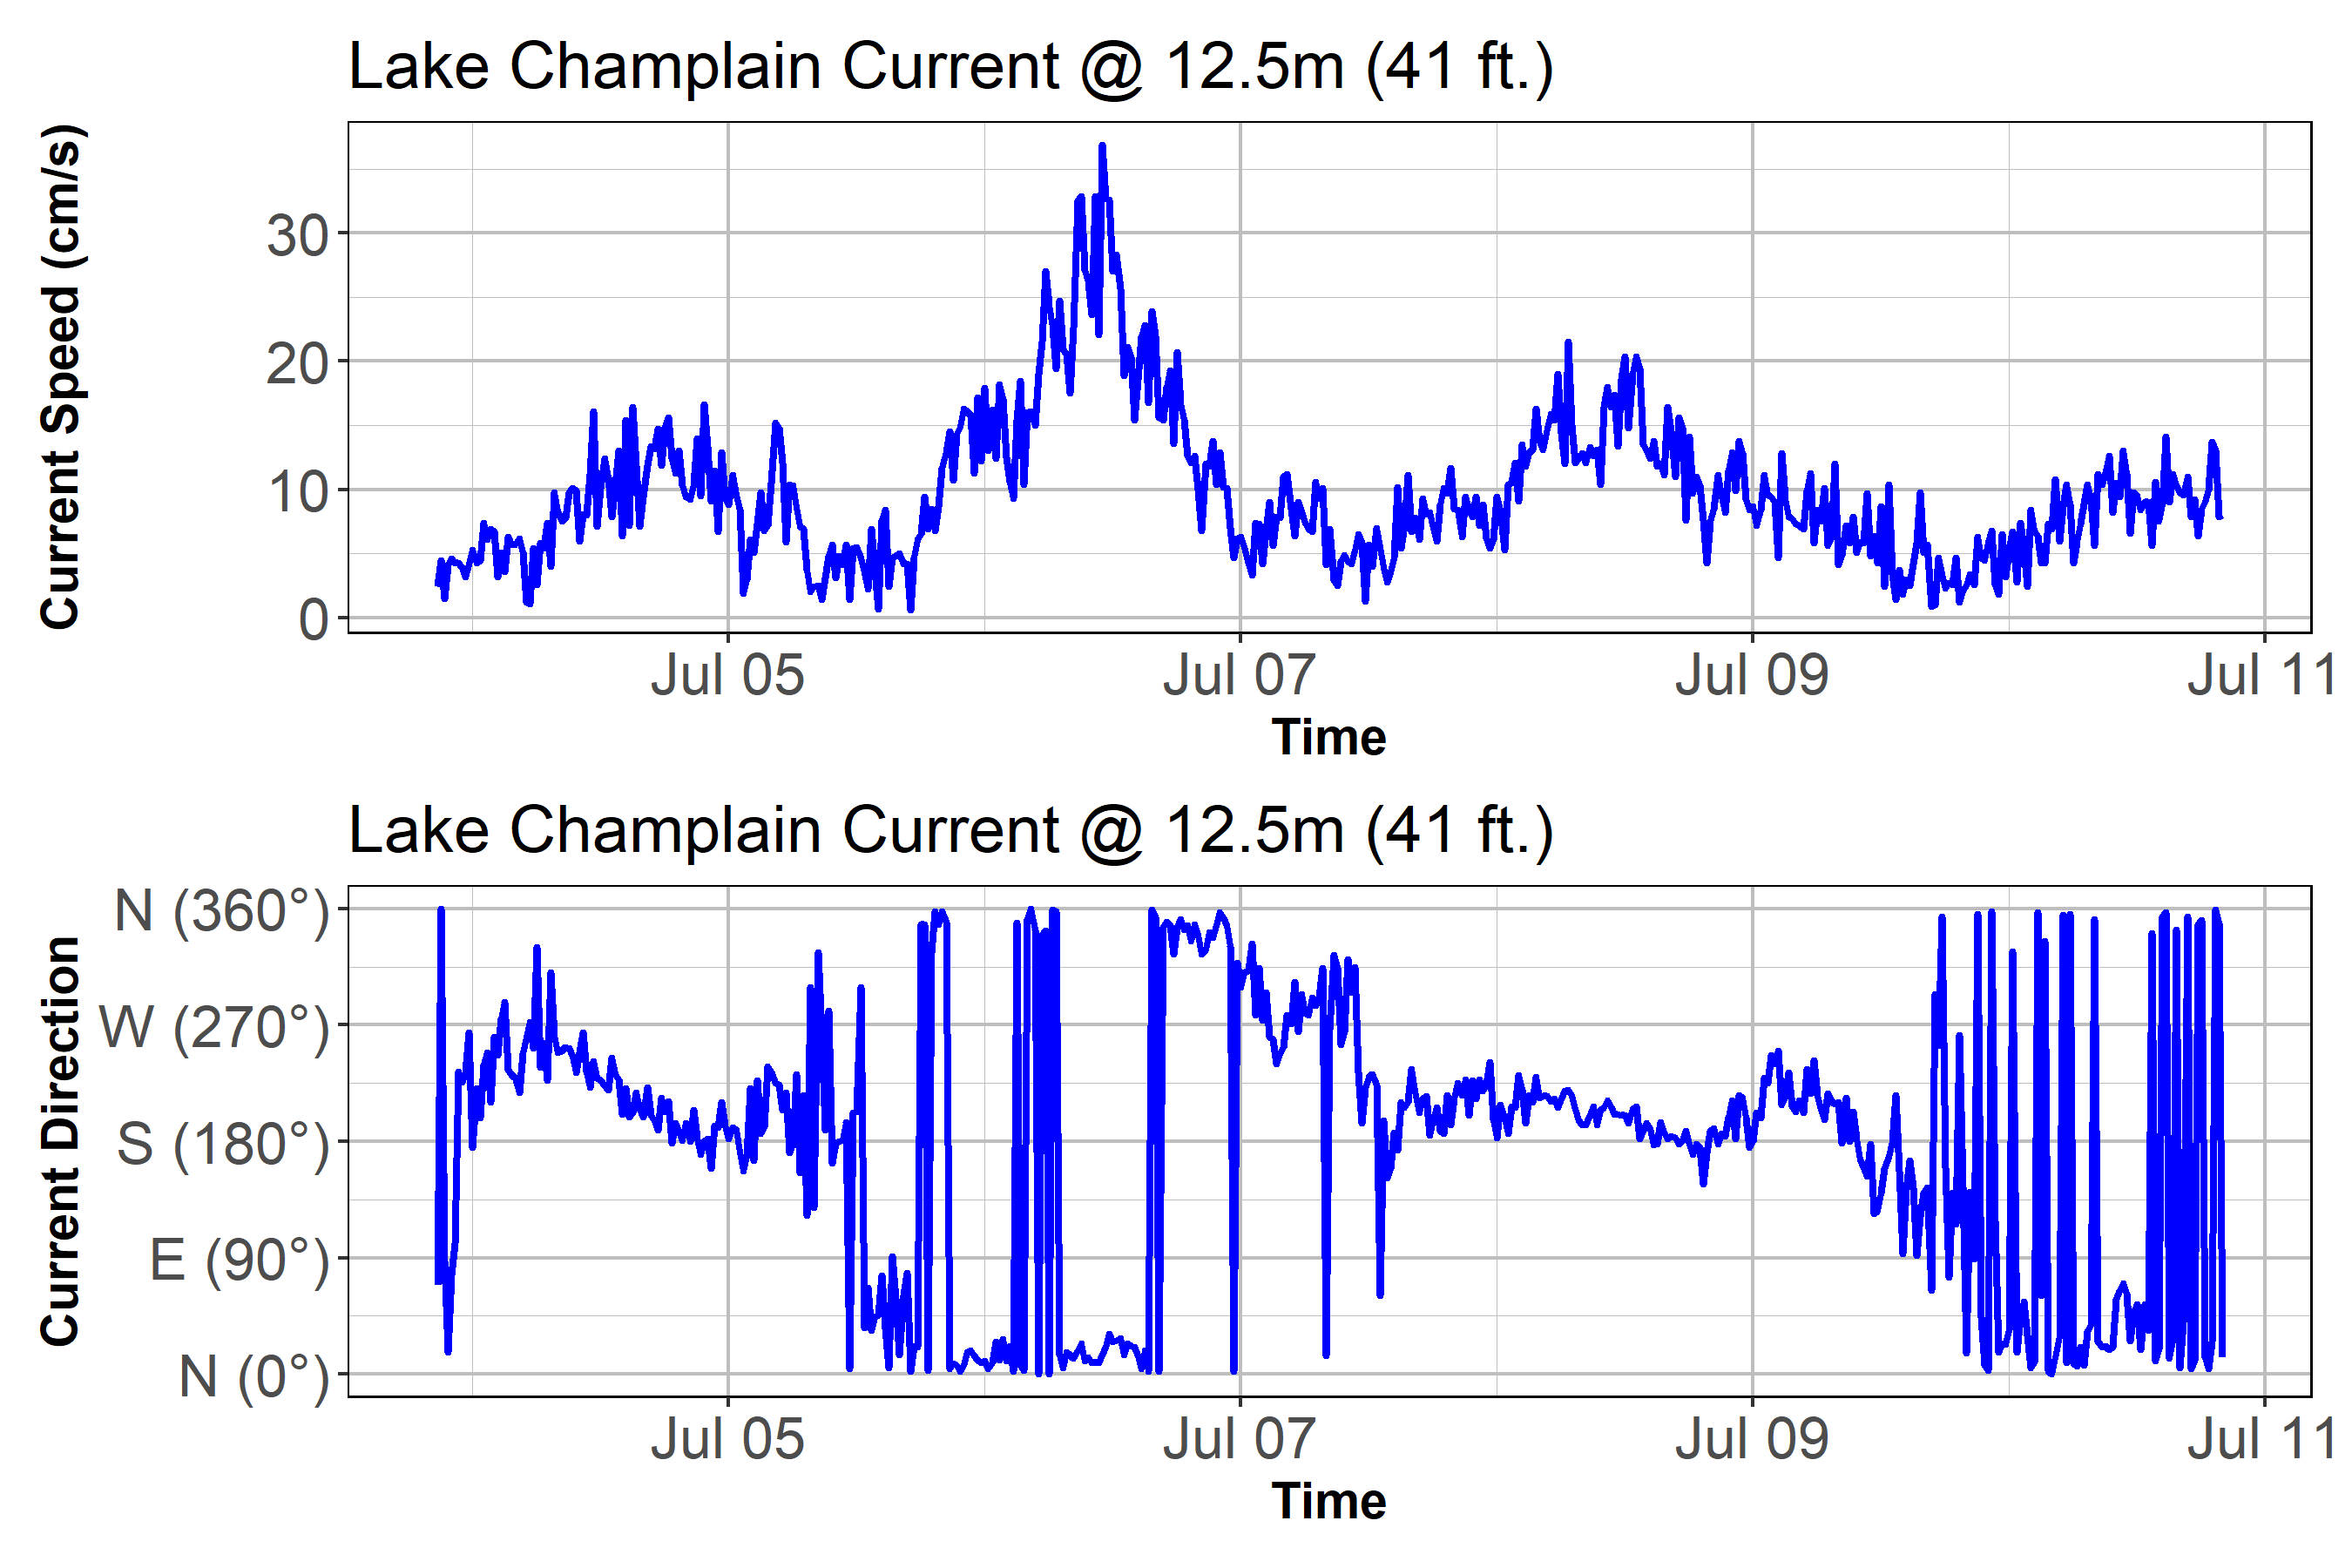 Lake Champlain Current @ 12.5m (41 ft.)
Current Speed (cm/s)
30
20
10
0
Jul 05 Jul 07 Jul 09 Jul 11
Time
Lake Champlain Current @ 12.5m (41 ft.)
Current Direction
N (360°)
W (270°)
S (180°)
E (90°)
N (0°)
Jul 05 Jul 07 Jul 09 Jul 11
Time